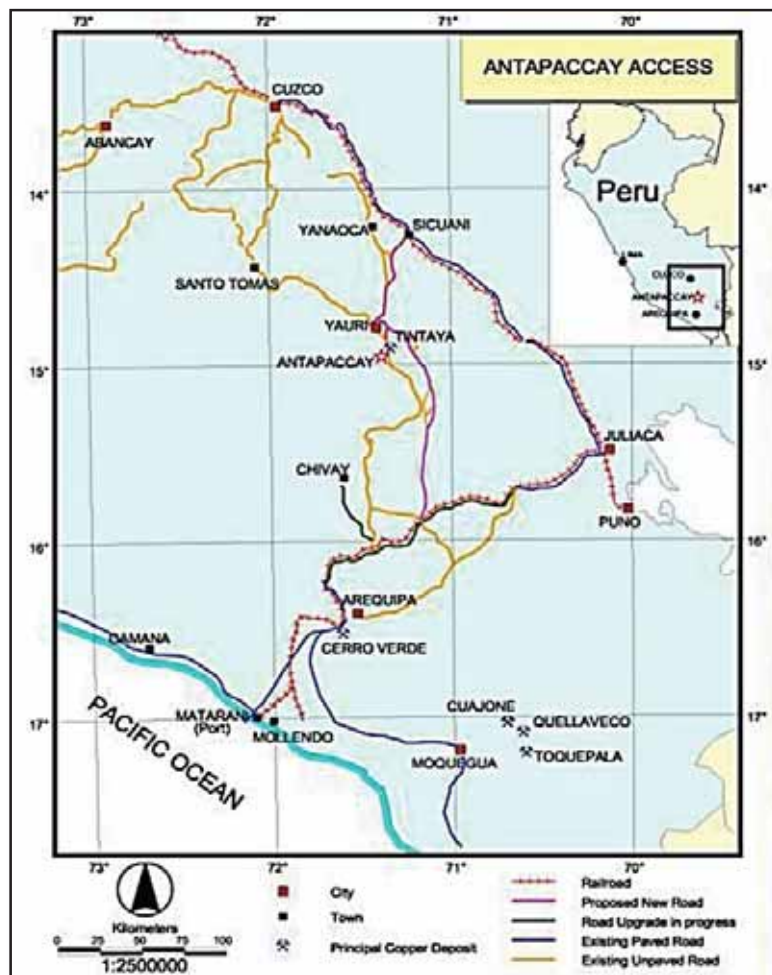 73°
72°
71°
70°
ANTAPACCAY ACCESS
CUZCO
ABANCAY
Peru
14°
14°
YANAOCA
SICUANI
LIMA
CUZCO
ANTAPACCAY
AREQUIPA
SANTO TOMAS
YAURI
TINTAYA
ANTAPACCAY
15°
15°
JULIACA
CHIVAY
PUNO
16°
16°
AREQUIPA
CAMANA
CERRO VERDE
CUAJONE
QUELLAVECO
17°
MATARANI
(Port)
MOLLENDO
17°
MOQUEGUA
TOQUEPALA
PACIFIC OCEAN
73°
72°
71°
70°
Kilometers
0 25 50 75 100
1:2500000
City
Town
Principal Copper Deposit
Railroad
Proposed New Road
Road Upgrade in progress
Existing Paved Road
Existing Unpaved Road